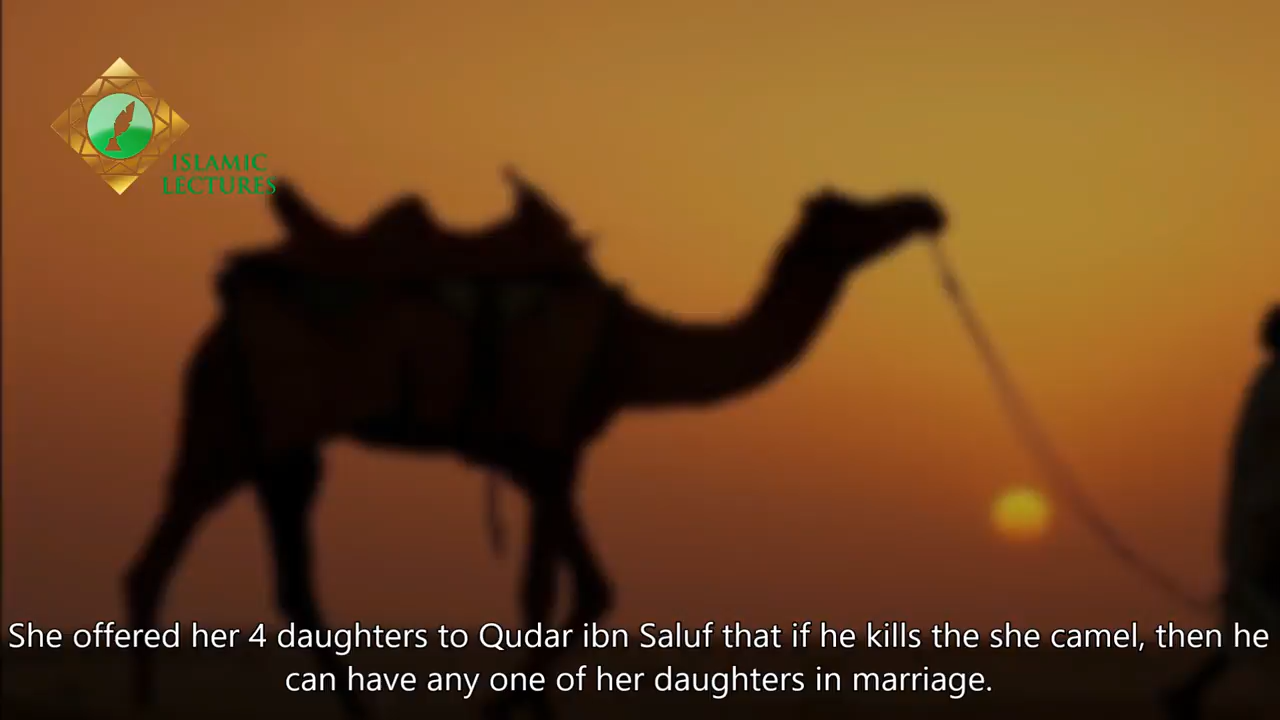 ISLAMIC
LECTURES
She offered her 4 daughters to Qudar ibn Saluf that if he kills the she camel, then he
can have any one of her daughters in marriage.